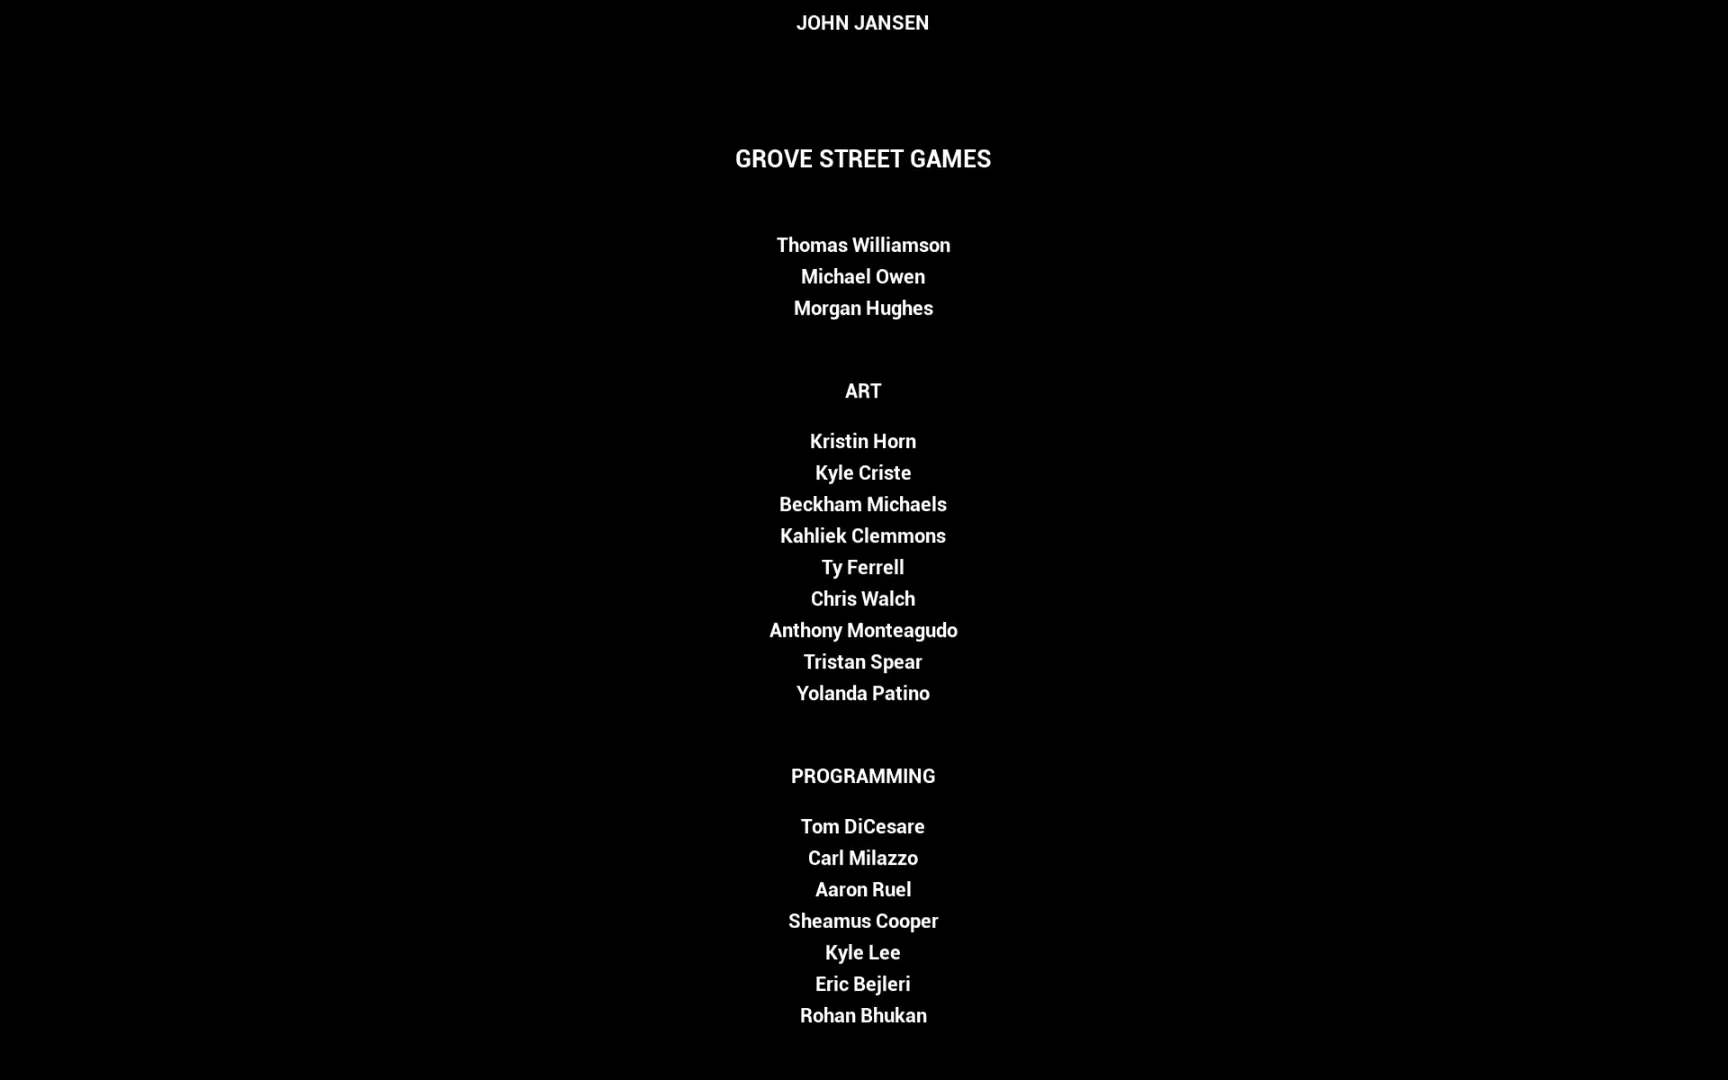 JOHN JANSEN
GROVE STREET GAMES
Thomas Williamson
Michael Owen
Morgan Hughes
ART
Kristin Horn
Kyle Criste
Beckham Michaels
Kahliek Clemmons
Ty Ferrell
Chris Walch
Anthony Monteagudo
Tristan Spear
Yolanda Patino
PROGRAMMING
Tom DiCesare
Carl Milazzo
Aaron Ruel
Sheamus Cooper
Kyle Lee
Eric Bejleri
Rohan Bhukan